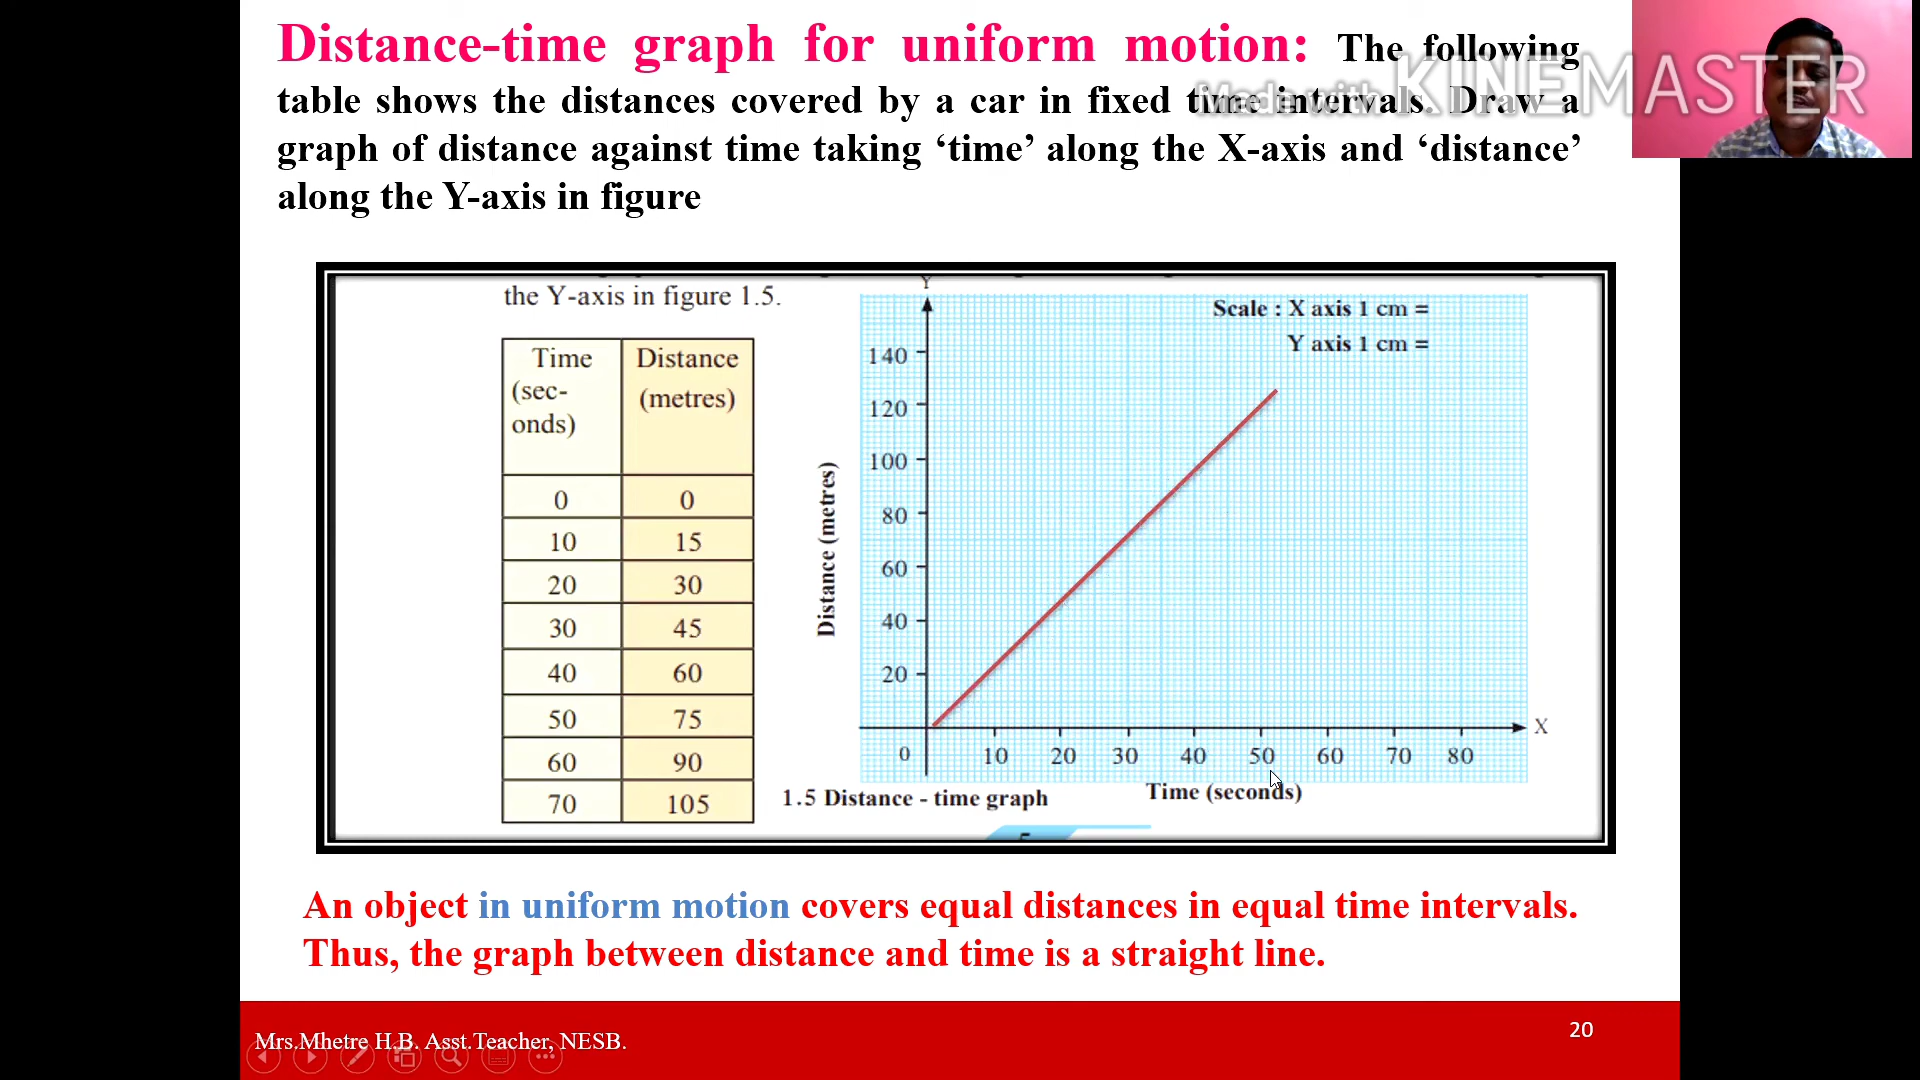 Distance-time graph for uniform motion: The following
table shows the distances covered by a car in fixed time intervals. Draw a
graph of distance against time taking ‘time’ along the X-axis and ‘distance’
along the Y-axis in figure
Made with KINEMASTER
the Y-axis in figure 1.5.
Time (sec-onds) Distance (metres)
0 0
10 15
20 30
30 45
40 60
50 75
60 90
70 105
Y
Scale : X axis 1 cm =
Y axis 1 cm =
140
120
100
80
60
40
20
Distance (metres)
0 10 20 30 40 50 60 70 80
X
Time (seconds)
1.5 Distance - time graph
An object in uniform motion covers equal distances in equal time intervals.
Thus, the graph between distance and time is a straight line.
Mrs.Mhetre H.B. Asst.Teacher, NESB.
20